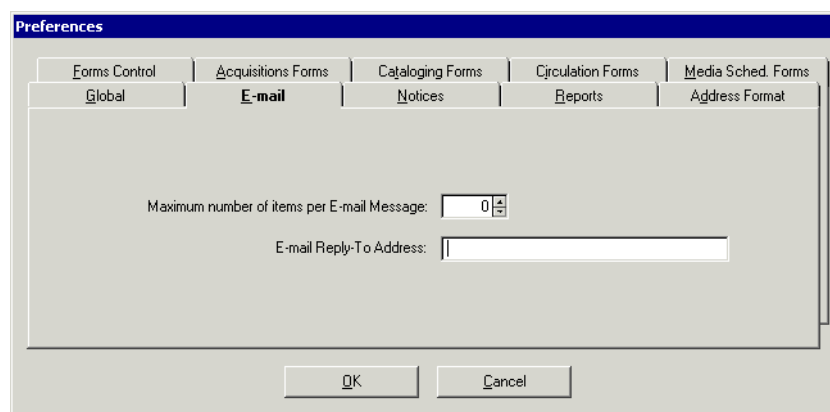 Preferences
Forms Control Acquisitions Forms Cataloging Forms Circulation Forms Media Sched. Forms
Global E-mail Notices Reports Address Format
Maximum number of items per E-mail Message: 0
E-mail Reply-To Address:
OK Cancel